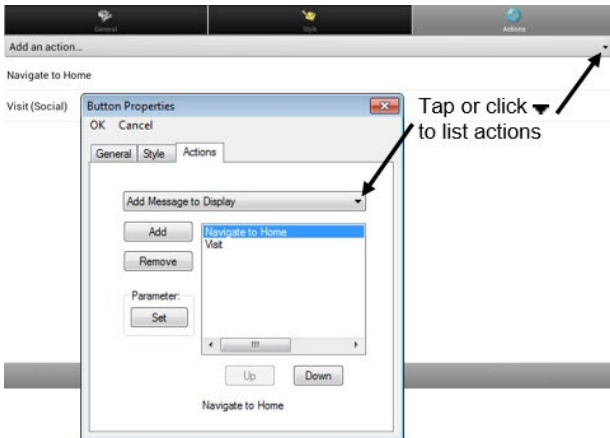 General Style Actions
Add an action...
Navigate to Home
Visit (Social)
Button Properties
OK Cancel
General Style Actions
Add Message to Display
Add
Remove
Parameter:
Set
Navigate to Home
Visit
Up Down
Navigate to Home
Tap or click
to list actions